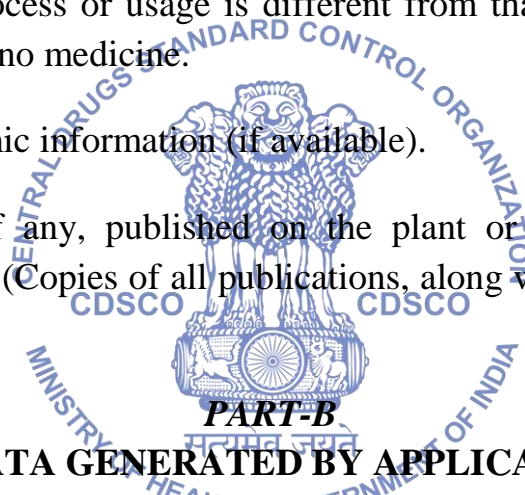 ocess or usage is different from tha
no medicine.
CENTRAL DRUGS STANDARD CONTROL ORGANIZATION
nic information (if available).
f any, published on the plant or
(Copies of all publications, along v
CDSCO CDSCO
PART-B
सत्यमेव जयते
ATA GENERATED BY APPLICA
MINISTRY OF HEA GOVERNMENT OF INDIA